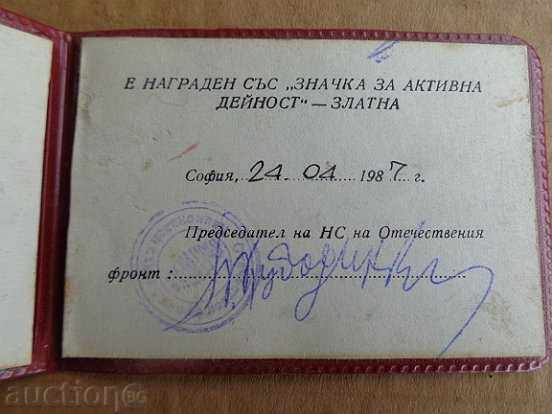 Е НАГРАДЕН СЪС „ЗНАЧКА ЗА АКТИВНА
ДЕЙНОСТ“ — ЗЛАТНА
София, 24. 04 1987 г.
Председател на НС на Отечествения
фронт :
auction.BG